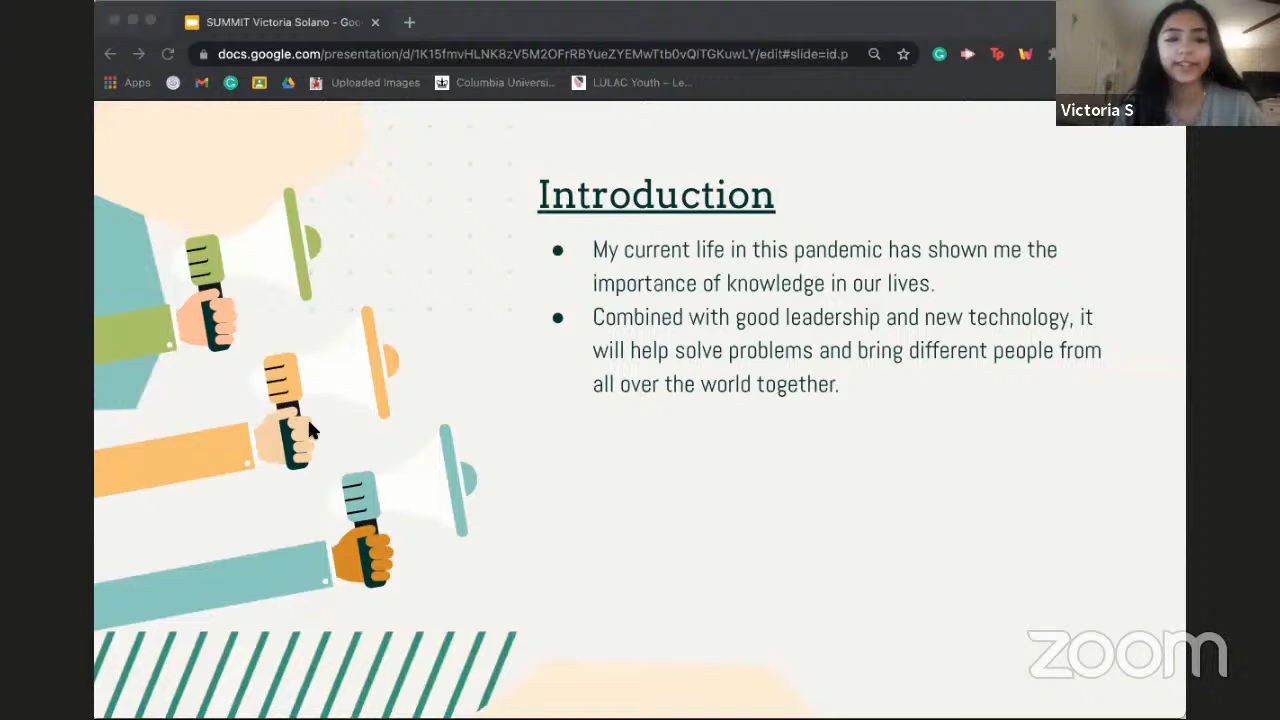 SUMMIT Victoria Solano - Goo
docs.google.com/presentation/d/1K15fmvHLNK8zV5M2OFrRBYueZYEMwTtb0vQITGKuwLY/edit#slide=id.p
Apps
Uploaded Images
Columbia Universi...
LULAC Youth – Le...
Victoria S
Introduction
● My current life in this pandemic has shown me the
importance of knowledge in our lives.
● Combined with good leadership and new technology, it
will help solve problems and bring different people from
all over the world together.
zoom